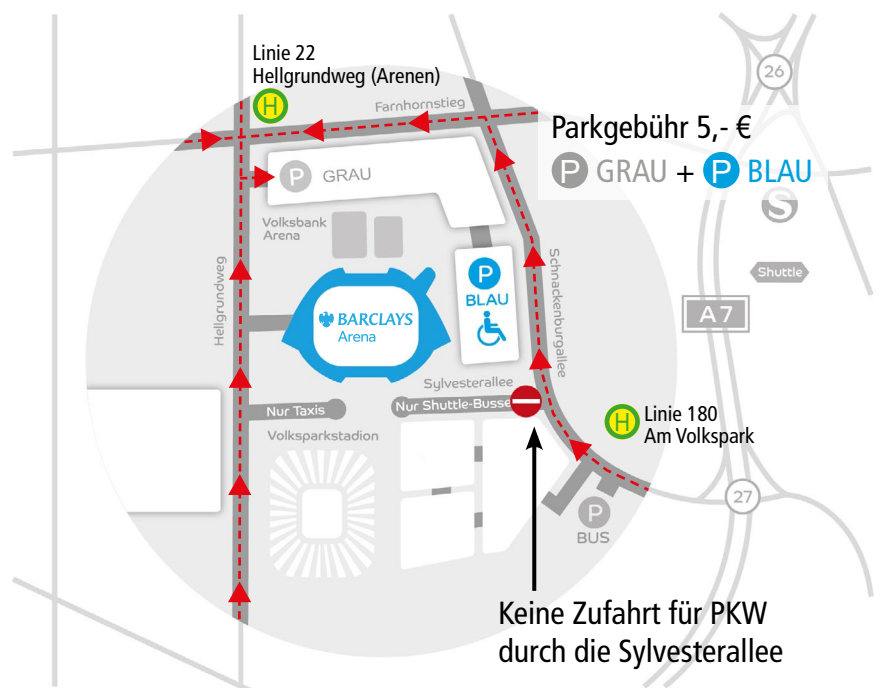 Linie 22
Hellgrundweg (Arenen)
H
26
Farnhornstieg
Parkgebühr 5,- €
P GRAU + P BLAU
P GRAU
S
Volksbank
Arena
Hellgrundweg
Schnackenburgallee
P
BLAU
Shuttle
A7
BARCLAYS
Arena
Sylvesterallee
Nur Taxis
Nur Shuttle-Busse
H
Linie 180
Am Volkspark
Volksparkstadion
27
P
BUS
Keine Zufahrt für PKW
durch die Sylvesterallee